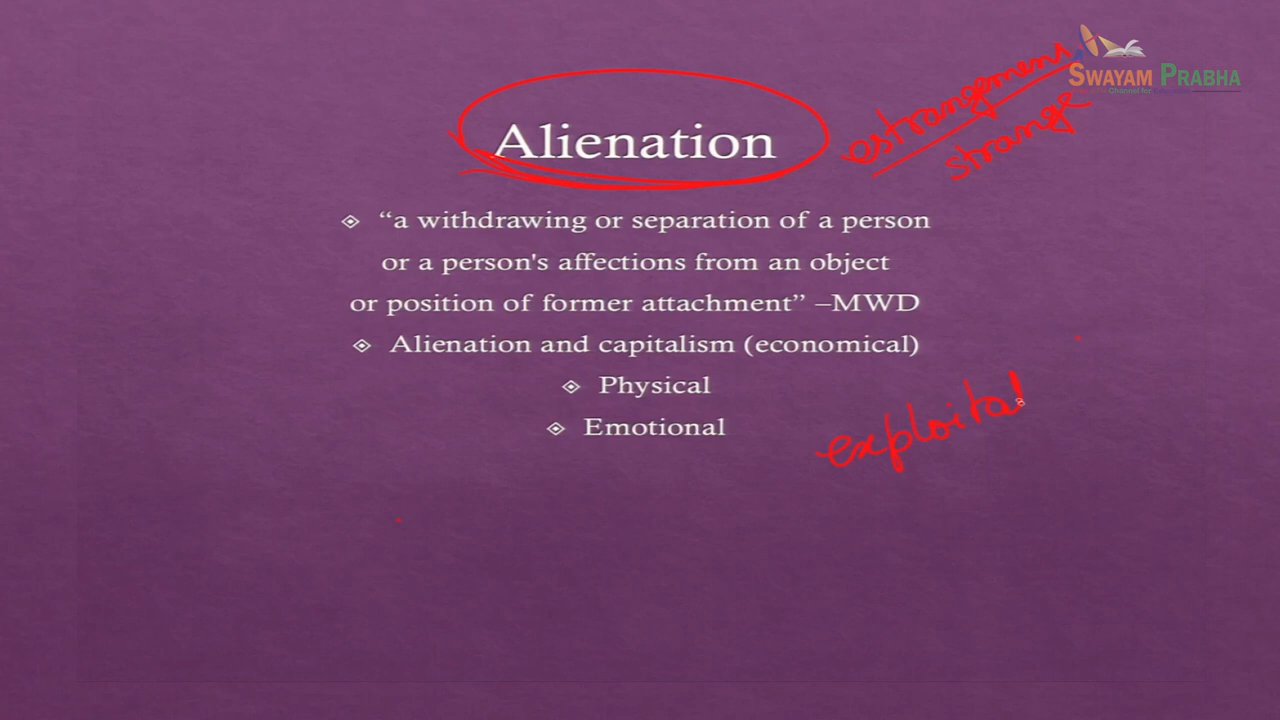 Alienation
estrangement
strange
SWAYAM PRABHA
“a withdrawing or separation of a person
or a person's affections from an object
or position of former attachment” –MWD
Alienation and capitalism (economical)
Physical
Emotional
exploitat